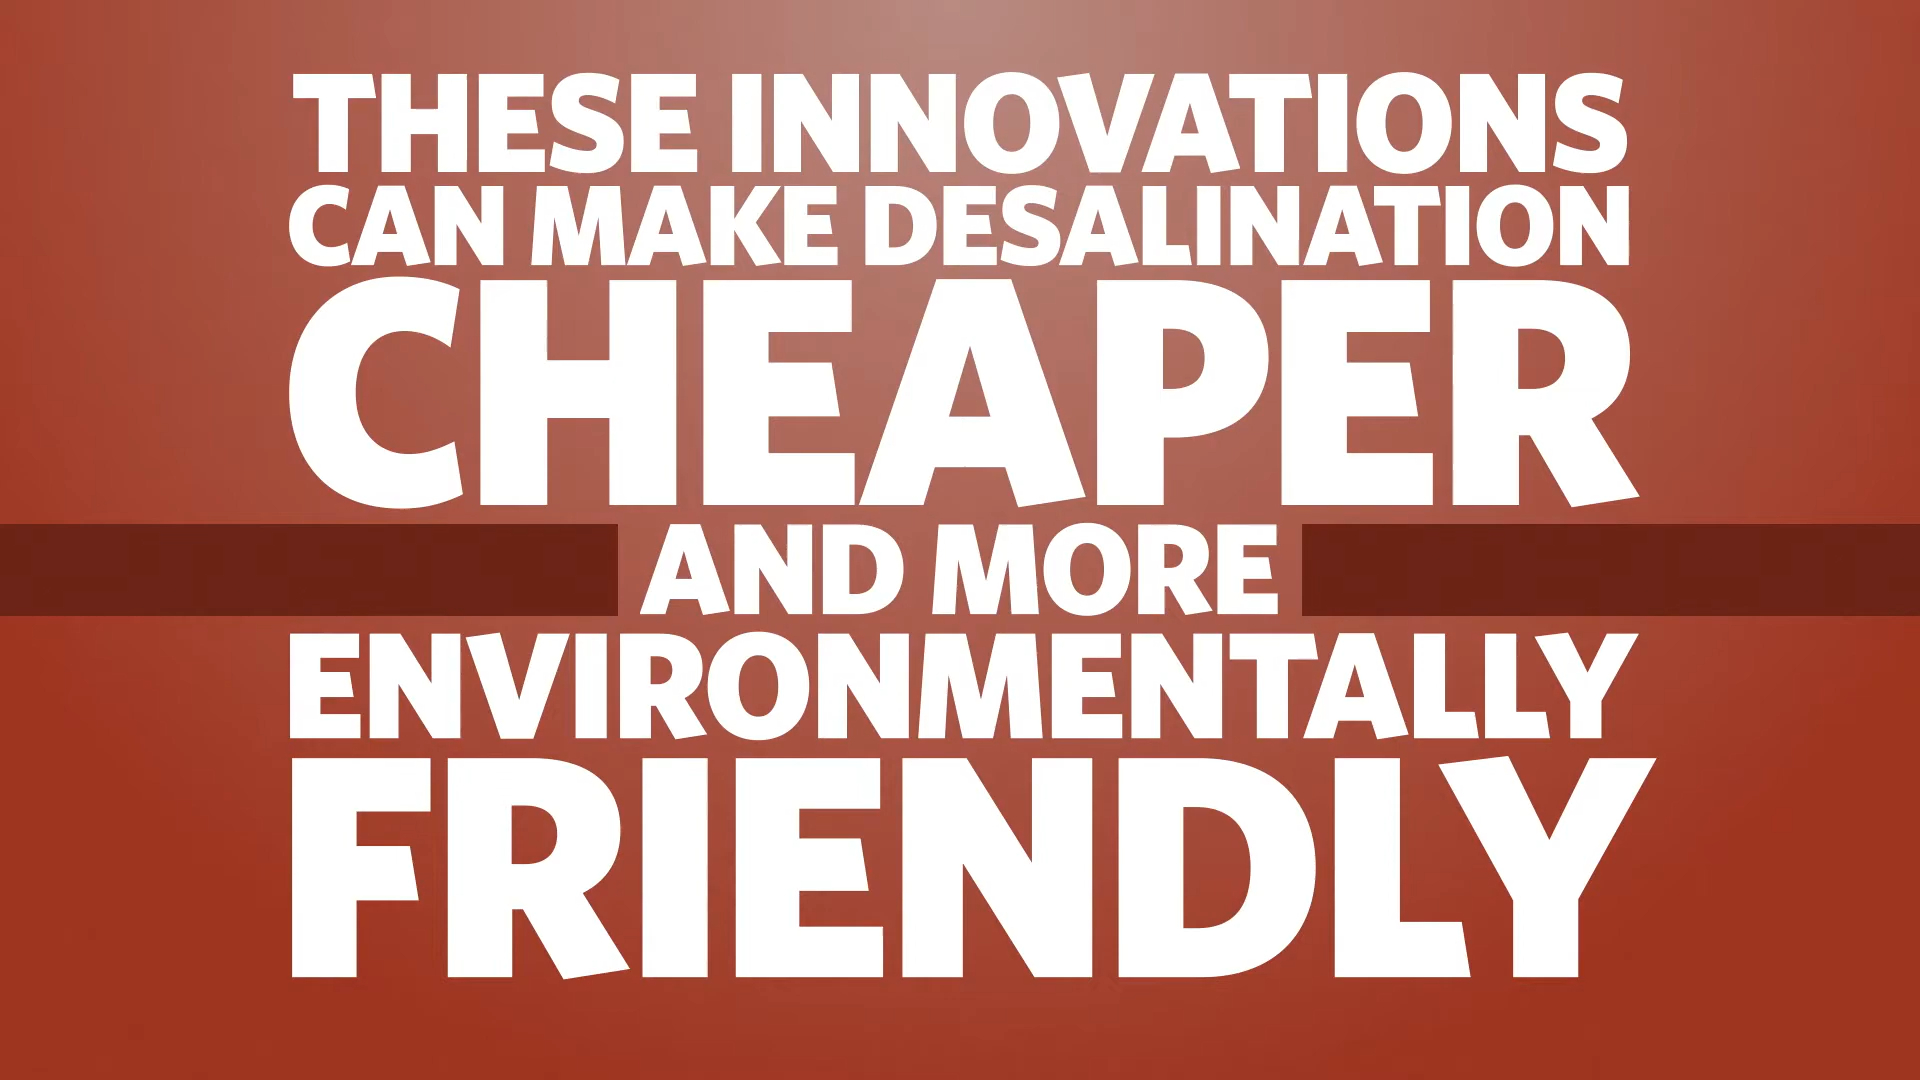 THESE INNOVATIONS
CAN MAKE DESALINATION
CHEAPER
AND MORE
ENVIRONMENTALLY
FRIENDLY